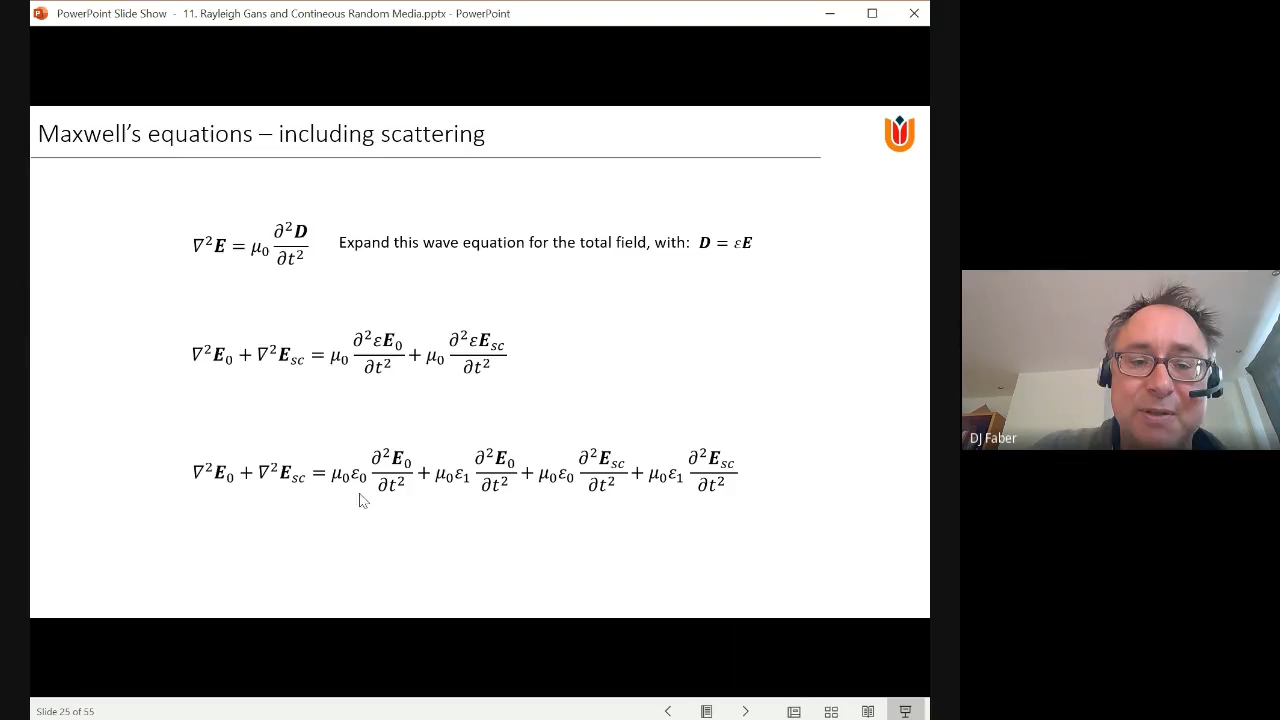 PowerPoint Slide Show - 11. Rayleigh Gans and Contineous Random Media.pptx - PowerPoint
Maxwell's equations – including scattering
∇²E = μ₀ ∂²D/∂t² Expand this wave equation for the total field, with: D = εE
∇²E₀ + ∇²E_sc = μ₀ ∂²εE₀/∂t² + μ₀ ∂²εE_sc/∂t²
∇²E₀ + ∇²E_sc = μ₀ε₀ ∂²E₀/∂t² + μ₀ε₁ ∂²E₀/∂t² + μ₀ε₀ ∂²E_sc/∂t² + μ₀ε₁ ∂²E_sc/∂t²
DJ Faber
Slide 25 of 55